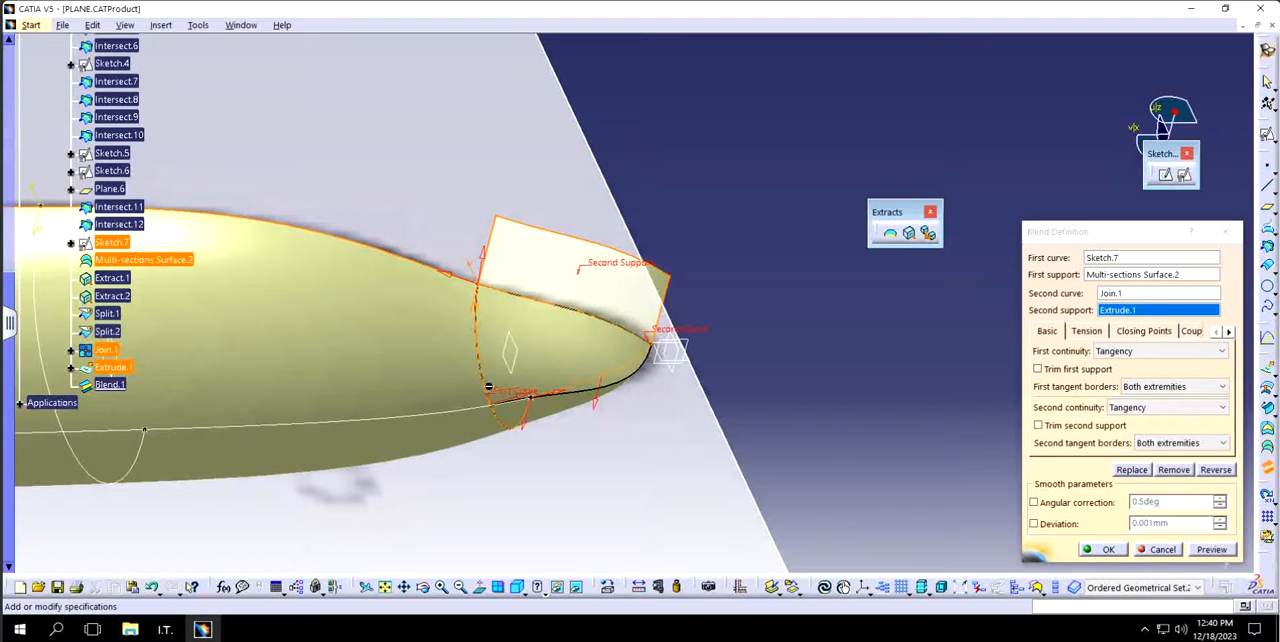 CATIA V5 - [PLANE.CATProduct]
Start File Edit View Insert Tools Window Help
Intersect.6
Sketch.4
Intersect.7
Intersect.8
Intersect.9
Intersect.10
Sketch.5
Sketch.6
Plane.6
Intersect.11
Intersect.12
Sketch.7
Multi-sections Surface.2
Extract.1
Extract.2
Split.1
Split.2
Join.1
Extrude.1
Blend.1
Applications
Second Support
Second Curve
First Curve
Sketch...
Extracts
Blend Definition
First curve: Sketch.7
First support: Multi-sections Surface.2
Second curve: Join.1
Second support: Extrude.1
Basic Tension Closing Points Coup
First continuity: Tangency
Trim first support
First tangent borders: Both extremities
Second continuity: Tangency
Trim second support
Second tangent borders: Both extremities
Replace Remove Reverse
Smooth parameters
Angular correction: 0.5deg
Deviation: 0.001mm
OK Cancel Preview
Ordered Geometrical Set.2
Add or modify specifications
I.T.
12:40 PM
12/18/2023